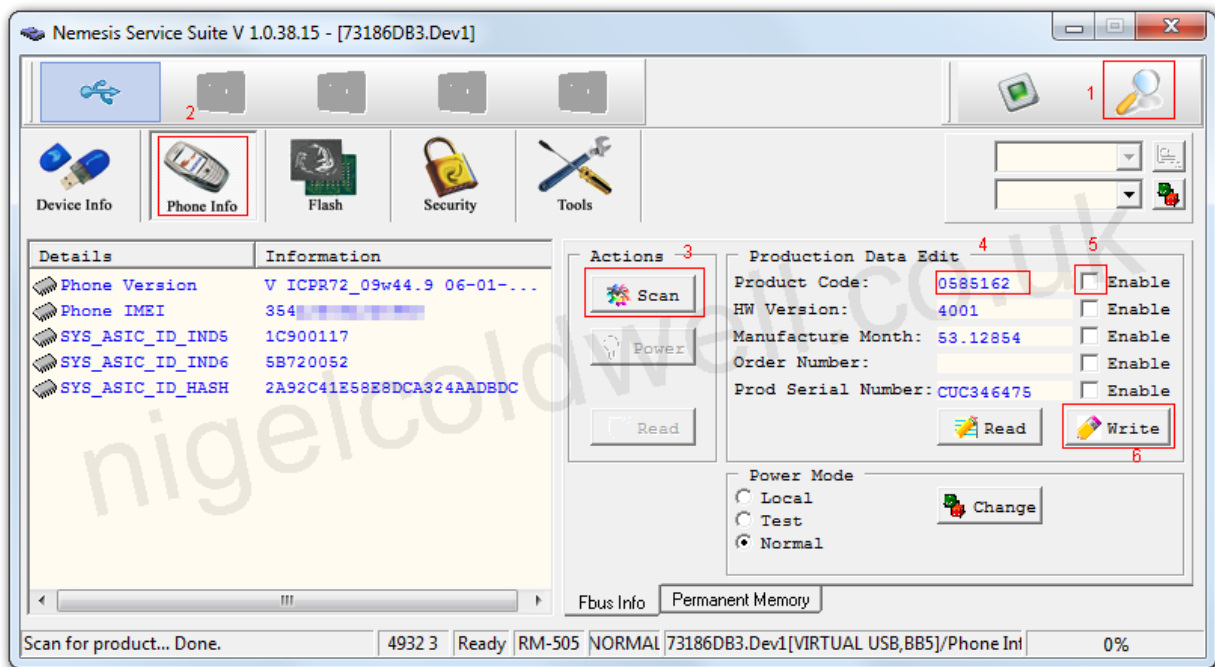 Nemesis Service Suite V 1.0.38.15 - [73186DB3.Dev1]
2
1
Device Info
Phone Info
Flash
Security
Tools
Details Information
Phone Version V ICPR72_09w44.9 06-01-...
Phone IMEI 354
SYS_ASIC_ID_IND5 1C900117
SYS_ASIC_ID_IND6 5B720052
SYS_ASIC_ID_HASH 2A92C41E58E8DCA324AADBDC
Actions 3
Scan
Power
Read
Production Data Edit 4 5
Product Code: 0585162 Enable
HW Version: 4001 Enable
Manufacture Month: 53.12854 Enable
Order Number: Enable
Prod Serial Number: CUC346475 Enable
Read Write
6
Power Mode
Local
Test
Normal
Change
Fbus Info Permanent Memory
Scan for product... Done. 4932 3 Ready RM-505 NORMAL 73186DB3.Dev1[VIRTUAL USB,BB5]/Phone Inf 0%
nigelcoldwell.co.uk